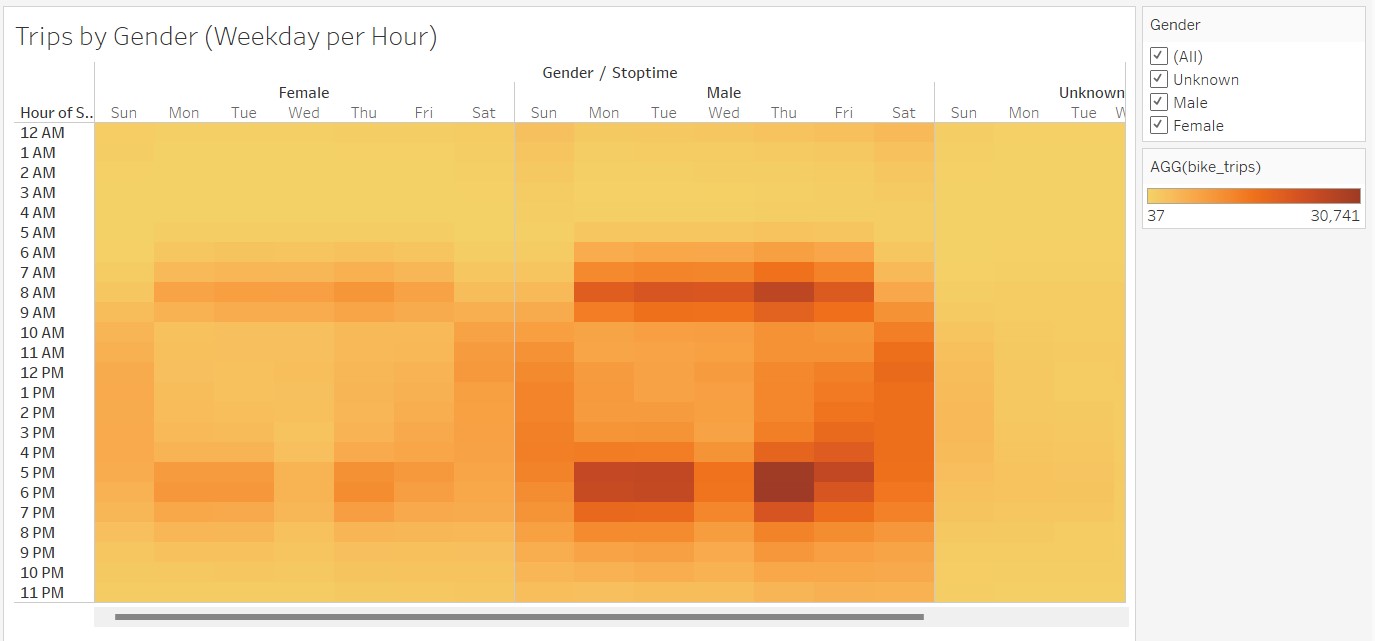 Trips by Gender (Weekday per Hour)
Gender / Stoptime
Female Male Unknown
Hour of S.. Sun Mon Tue Wed Thu Fri Sat Sun Mon Tue Wed Thu Fri Sat Sun Mon Tue W
12 AM
1 AM
2 AM
3 AM
4 AM
5 AM
6 AM
7 AM
8 AM
9 AM
10 AM
11 AM
12 PM
1 PM
2 PM
3 PM
4 PM
5 PM
6 PM
7 PM
8 PM
9 PM
10 PM
11 PM
Gender
(All)
Unknown
Male
Female
AGG(bike_trips)
37 30,741